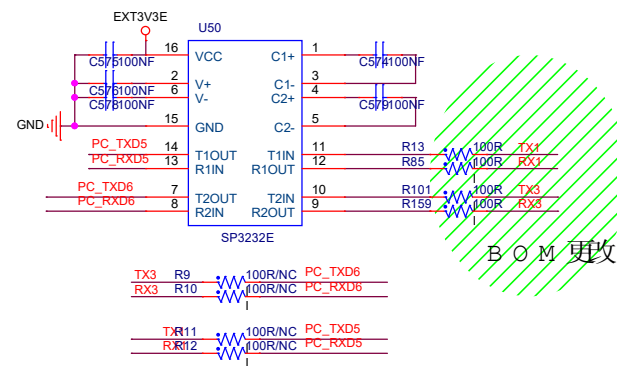 EXT3V3E
U50
16 VCC C1+ 1
C575 100NF C574 100NF
2 V+ C1- 3
C576 100NF
6 V- C2+ 4
C578 100NF C579 100NF
GND 15 GND C2- 5
PC_TXD5 14 T1OUT T1IN 11 R13 100R TX1
PC_RXD5 13 R1IN R1OUT 12 R85 100R RX1
PC_TXD6 7 T2OUT T2IN 10 R101 100R TX3
PC_RXD6 8 R2IN R2OUT 9 R159 100R RX3
SP3232E
BOM 更改
TX3 R9 100R/NC PC_TXD6
RX3 R10 100R/NC PC_RXD6
TX1 R11 100R/NC PC_TXD5
RX1 R12 100R/NC PC_RXD5